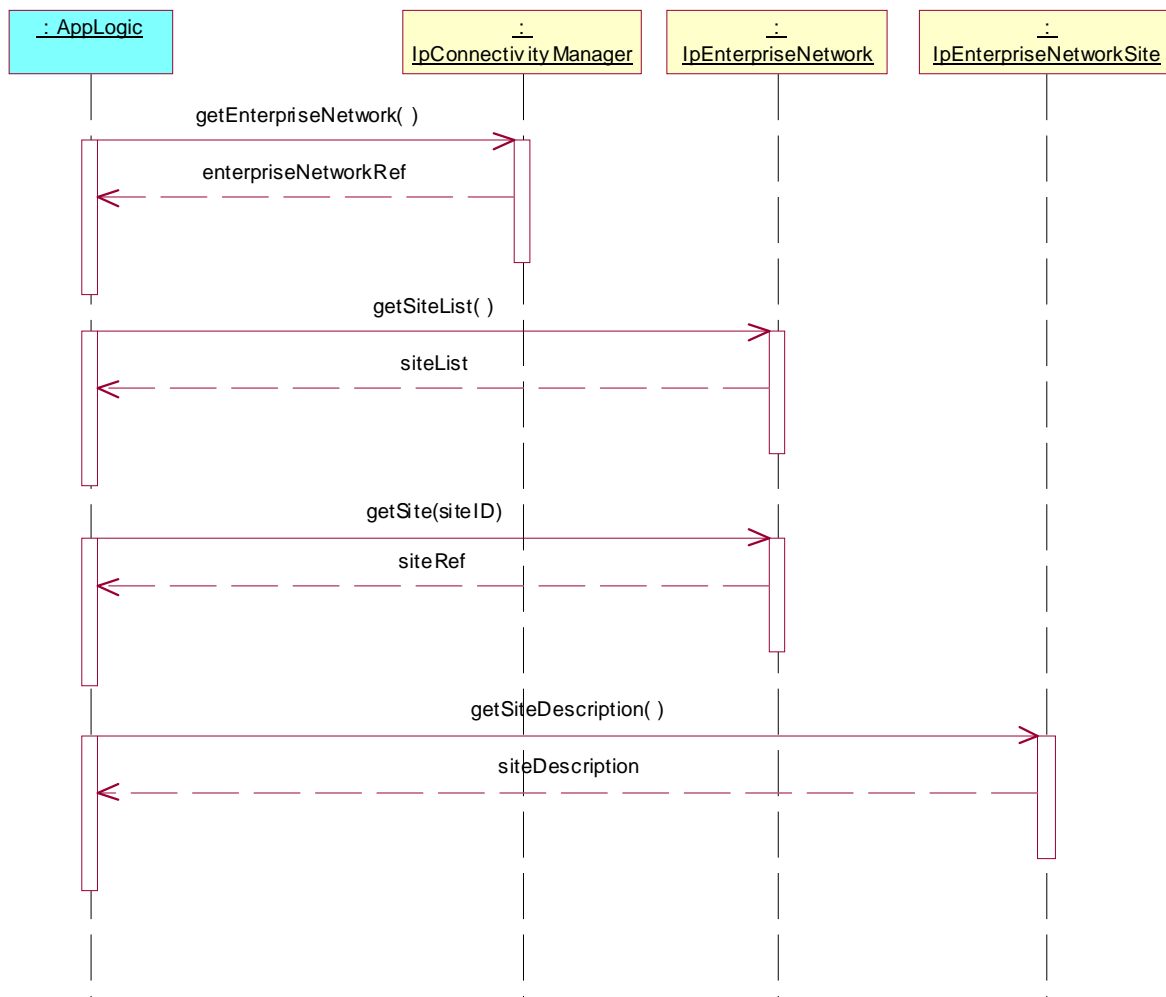 : AppLogic
:
IpConnectivityManager
:
IpEnterpriseNetwork
:
IpEnterpriseNetworkSite
getEnterpriseNetwork( )
enterpriseNetworkRef
getSiteList( )
siteList
getSite(siteID)
siteRef
getSiteDescription( )
siteDescription